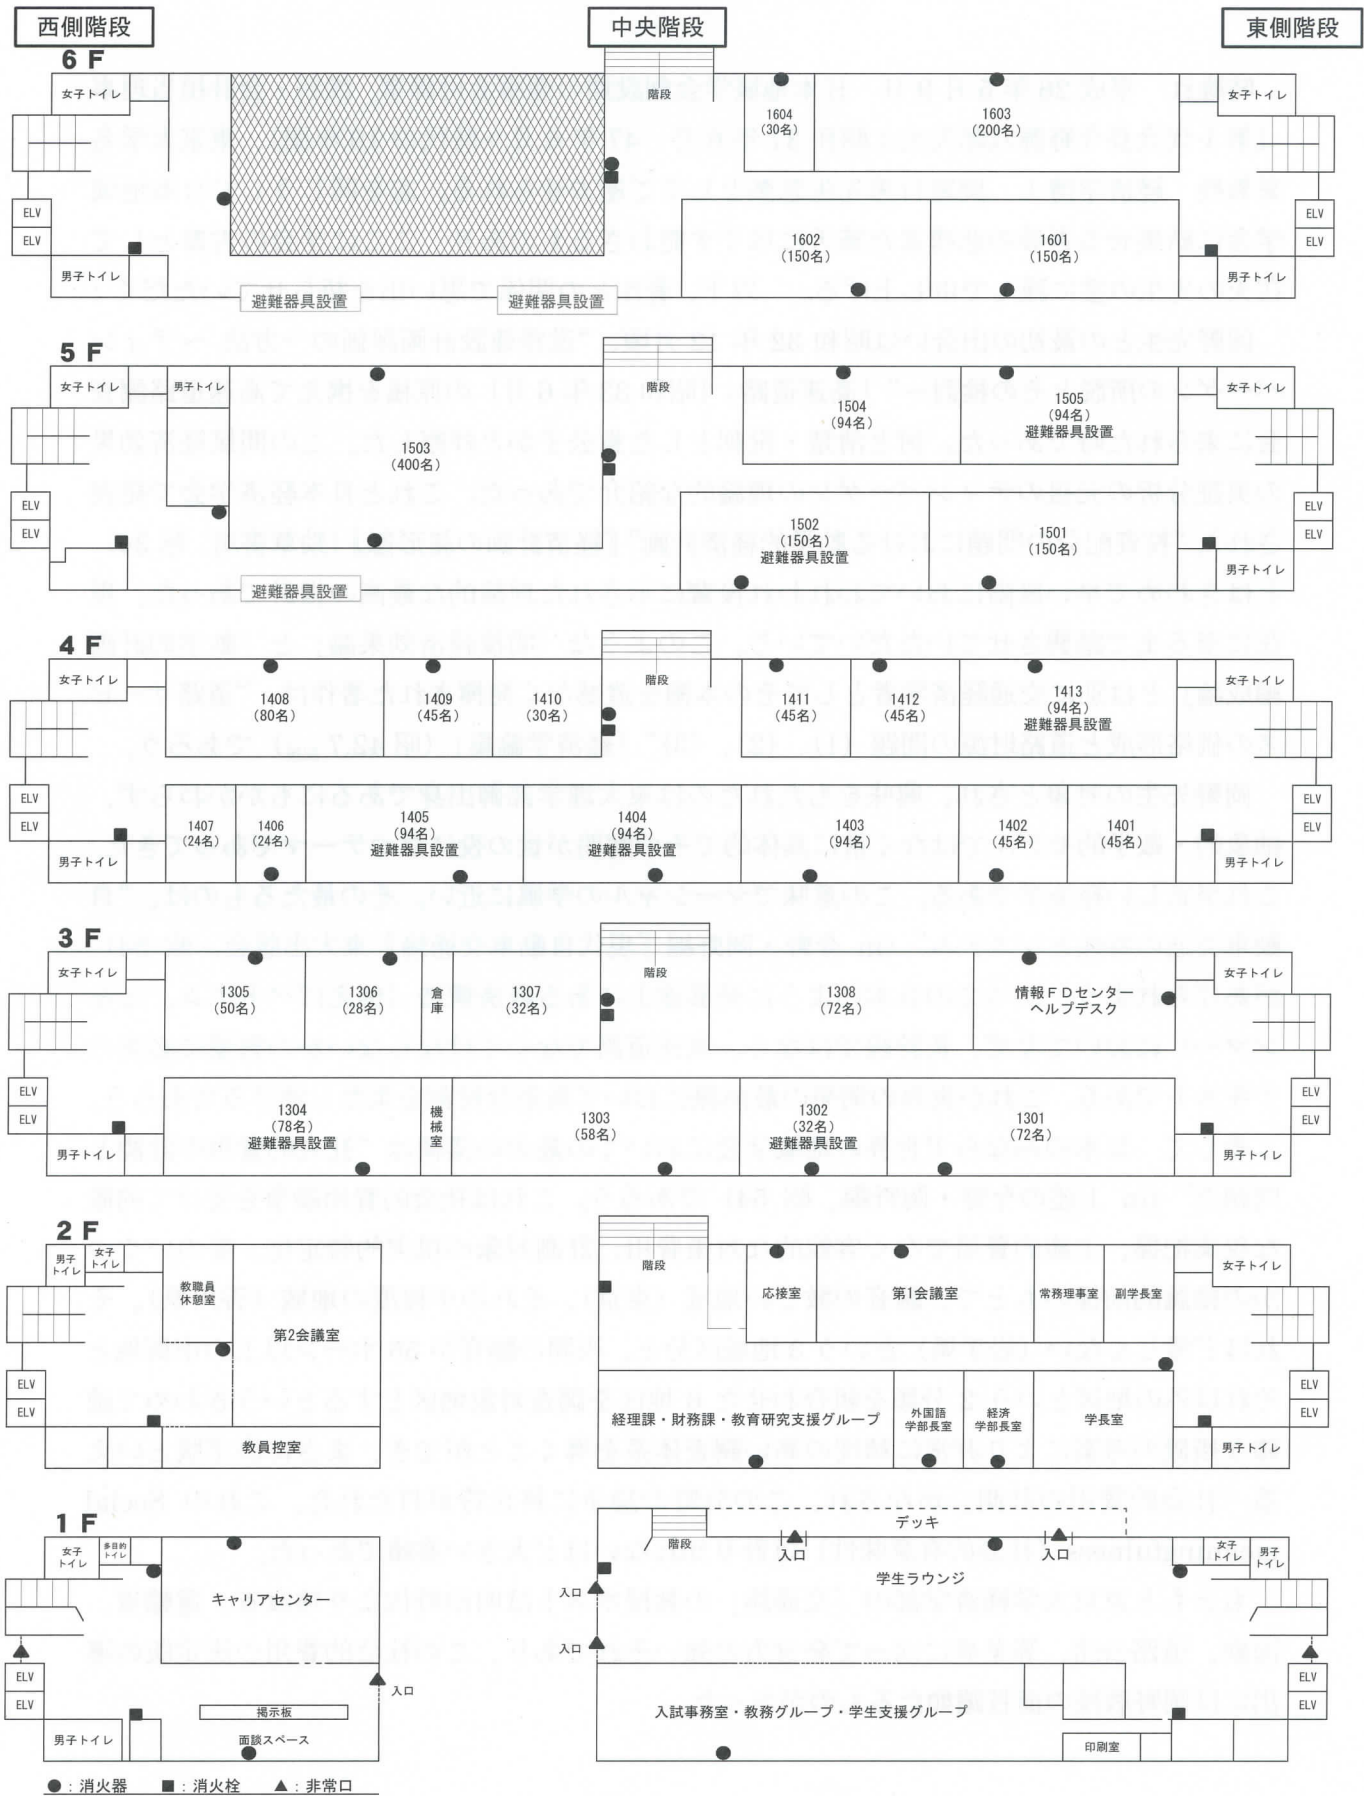 西側階段
中央階段
東側階段
6 F
女子トイレ
階段
1604
(30名)
1603
(200名)
女子トイレ
ELV
ELV
男子トイレ
1602
(150名)
1601
(150名)
ELV
ELV
男子トイレ
避難器具設置
避難器具設置
5 F
女子トイレ
男子トイレ
階段
1503
(400名)
1504
(94名)
1505
(94名)
避難器具設置
女子トイレ
ELV
ELV
1502
(150名)
避難器具設置
1501
(150名)
ELV
ELV
男子トイレ
避難器具設置
4 F
女子トイレ
1408
(80名)
1409
(45名)
1410
(30名)
階段
1411
(45名)
1412
(45名)
1413
(94名)
避難器具設置
女子トイレ
ELV
ELV
男子トイレ
1407
(24名)
1406
(24名)
1405
(94名)
避難器具設置
1404
(94名)
避難器具設置
1403
(94名)
1402
(45名)
1401
(45名)
ELV
ELV
男子トイレ
3 F
女子トイレ
1305
(50名)
1306
(28名)
倉庫
1307
(32名)
階段
1308
(72名)
情報FDセンター
ヘルプデスク
女子トイレ
ELV
ELV
男子トイレ
1304
(78名)
避難器具設置
機械室
1303
(58名)
1302
(32名)
避難器具設置
1301
(72名)
ELV
ELV
男子トイレ
2 F
男子
トイレ
女子
トイレ
教職員
休憩室
第2会議室
階段
応接室
第1会議室
常務理事室
副学長室
女子トイレ
ELV
ELV
教員控室
経理課・財務課・教育研究支援グループ
外国語
学部長室
経済
学部長室
学長室
ELV
ELV
男子トイレ
1 F
女子
トイレ
多目的
トイレ
キャリアセンター
階段
デッキ
入口
入口
学生ラウンジ
女子
トイレ
男子
トイレ
入口
入口
ELV
ELV
男子トイレ
入口
掲示板
面談スペース
入試事務室・教務グループ・学生支援グループ
印刷室
ELV
ELV
●：消火器 ■：消火栓 ▲：非常口